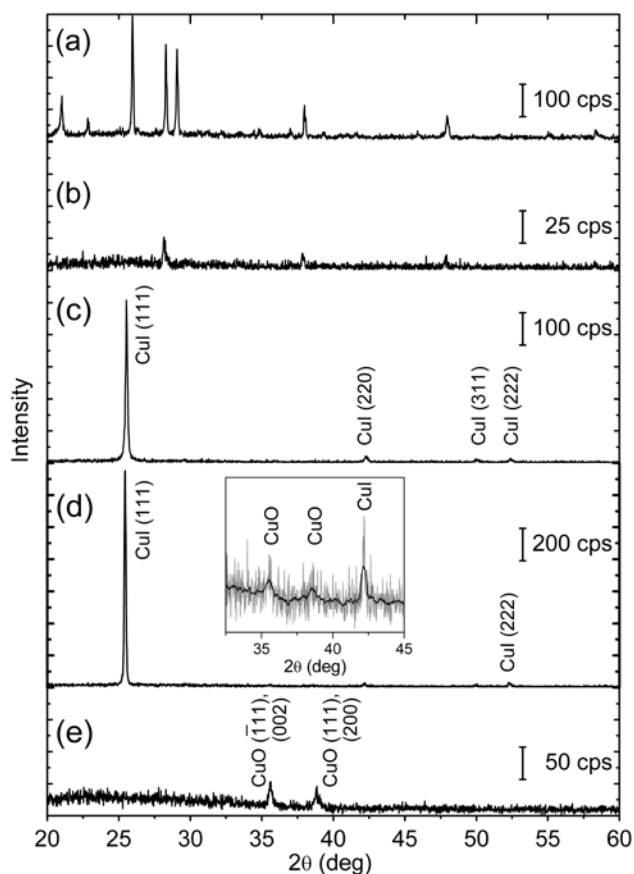 (a)
100 cps
(b)
25 cps
(c)
CuI (111)
100 cps
CuI (220)
CuI (311)
CuI (222)
Intensity
(d)
CuI (111)
CuO
CuO
CuI
35
40
45
2θ (deg)
200 cps
CuI (222)
(e)
CuO (1̅11),
(002)
CuO (111),
(200)
50 cps
20 25 30 35 40 45 50 55 60
2θ (deg)